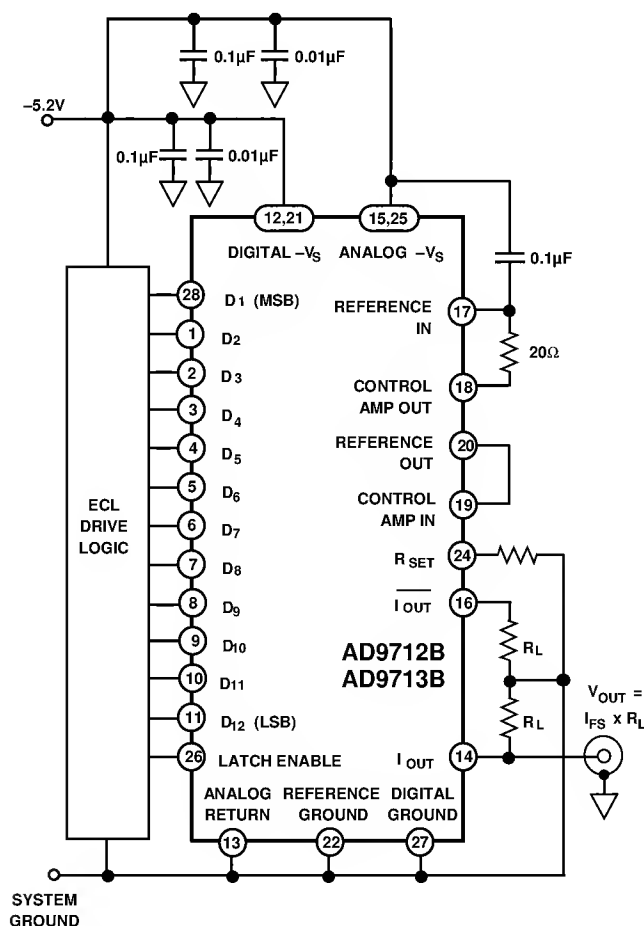 0.1µF
0.01µF
–5.2V
0.1µF
0.01µF
12,21
15,25
DIGITAL –VS
ANALOG –VS
0.1µF
28
D1 (MSB)
REFERENCE
IN
17
1
D2
20Ω
2
D3
3
D4
CONTROL
AMP OUT
18
4
D5
REFERENCE
OUT
20
5
D6
ECL
DRIVE
LOGIC
6
D7
CONTROL
AMP IN
19
7
D8
RSET
24
8
D9
IOUT
16
9
D10
AD9712B
AD9713B
RL
10
D11
11
D12 (LSB)
RL
VOUT =
IFS x RL
26
LATCH ENABLE
IOUT
14
ANALOG
RETURN
REFERENCE
GROUND
DIGITAL
GROUND
13
22
27
SYSTEM
GROUND